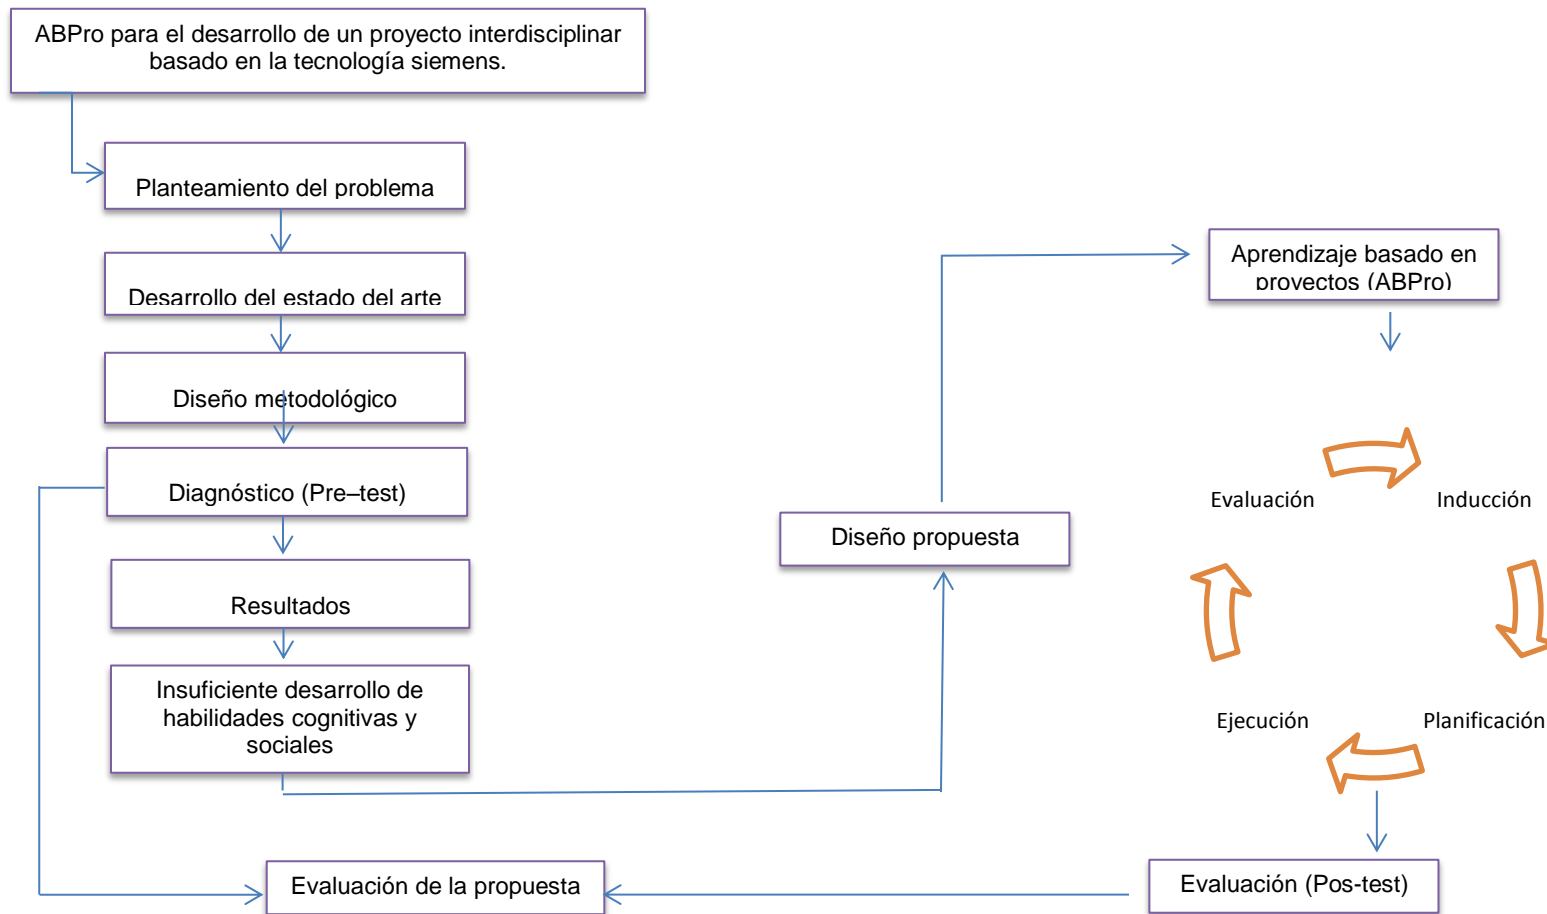 ABPro para el desarrollo de un proyecto interdisciplinar
basado en la tecnología siemens.
Planteamiento del problema
Desarrollo del estado del arte
Diseño metodológico
Diagnóstico (Pre–test)
Resultados
Insuficiente desarrollo de
habilidades cognitivas y
sociales
Evaluación de la propuesta
Diseño propuesta
Aprendizaje basado en
proyectos (ABPro)
Evaluación
Inducción
Ejecución
Planificación
Evaluación (Pos-test)